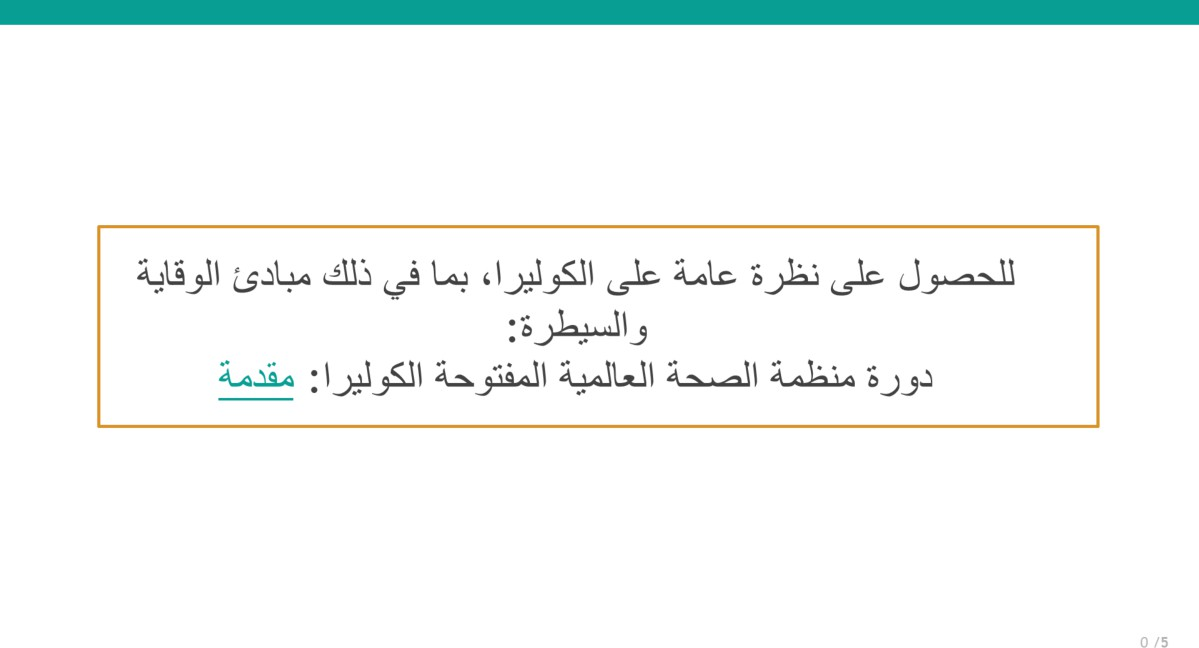 للحصول على نظرة عامة على الكوليرا، بما في ذلك مبادئ الوقاية
والسيطرة:
دورة منظمة الصحة العالمية المفتوحة الكوليرا: مقدمة
0 /5